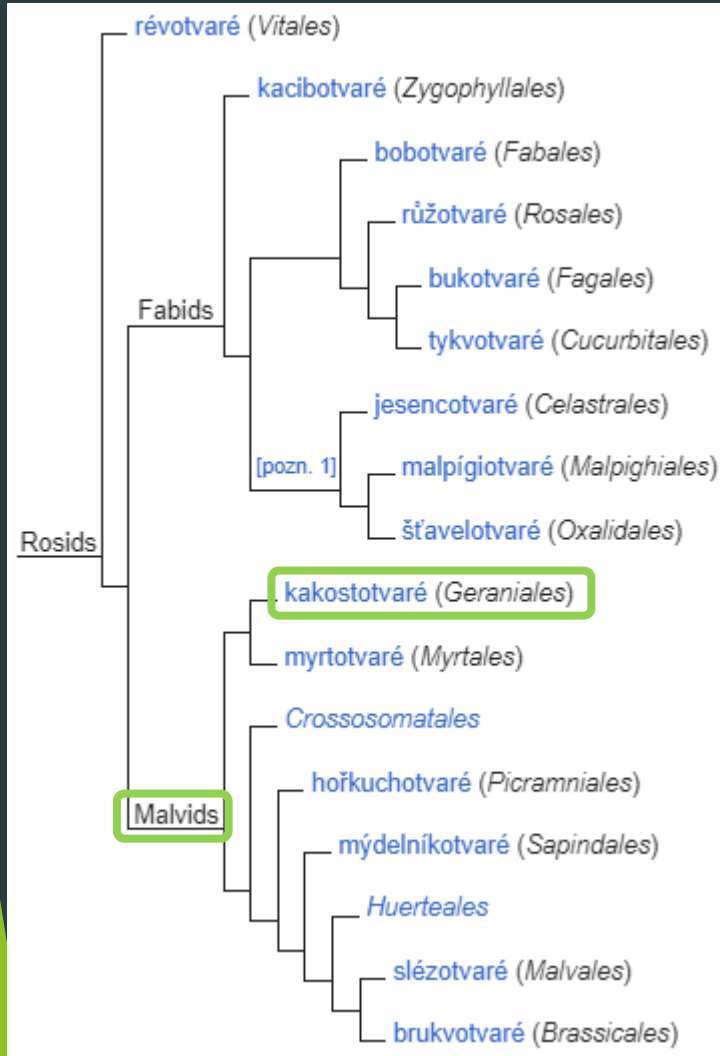 révotvaré (Vitales)
kacibotvaré (Zygophyllales)
bobotvaré (Fabales)
růžotvaré (Rosales)
bukotvaré (Fagales)
Fabids
tykvotvaré (Cucurbitales)
jesencotvaré (Celastrales)
[pozn. 1]
malpígiotvaré (Malpighiales)
šťavelotvaré (Oxalidales)
Rosids
kakostotvaré (Geraniales)
myrtotvaré (Myrtales)
Crossosomatales
hořkuchotvaré (Picramniales)
Malvids
mýdelníkotvaré (Sapindales)
Huerteales
slézotvaré (Malvales)
brukvotvaré (Brassicales)